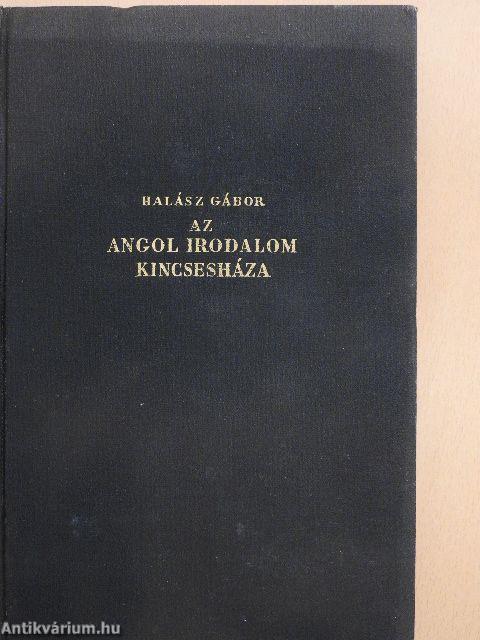 HALÁSZ GÁBOR
AZ
ANGOL IRODALOM
KINCSESHÁZA
Antikvárium.hu